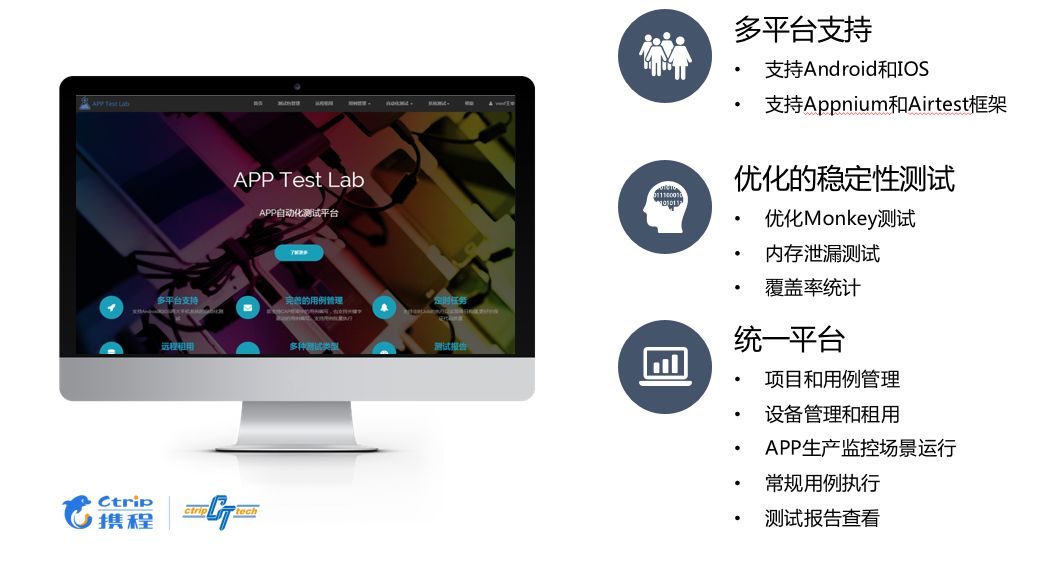 APP Test Lab
首页
测试包管理
远程租用
用例管理
自动化测试
系统测试
帮助
APP Test Lab
APP自动化测试平台
了解更多
多平台支持
完善的用例管理
定时任务
远程租用
多种测试类型
测试报告
Ctrip
携程
ctrip
tech
多平台支持
• 支持Android和IOS
• 支持Appnium和Airtest框架
优化的稳定性测试
• 优化Monkey测试
• 内存泄漏测试
• 覆盖率统计
统一平台
• 项目和用例管理
• 设备管理和租用
• APP生产监控场景运行
• 常规用例执行
• 测试报告查看